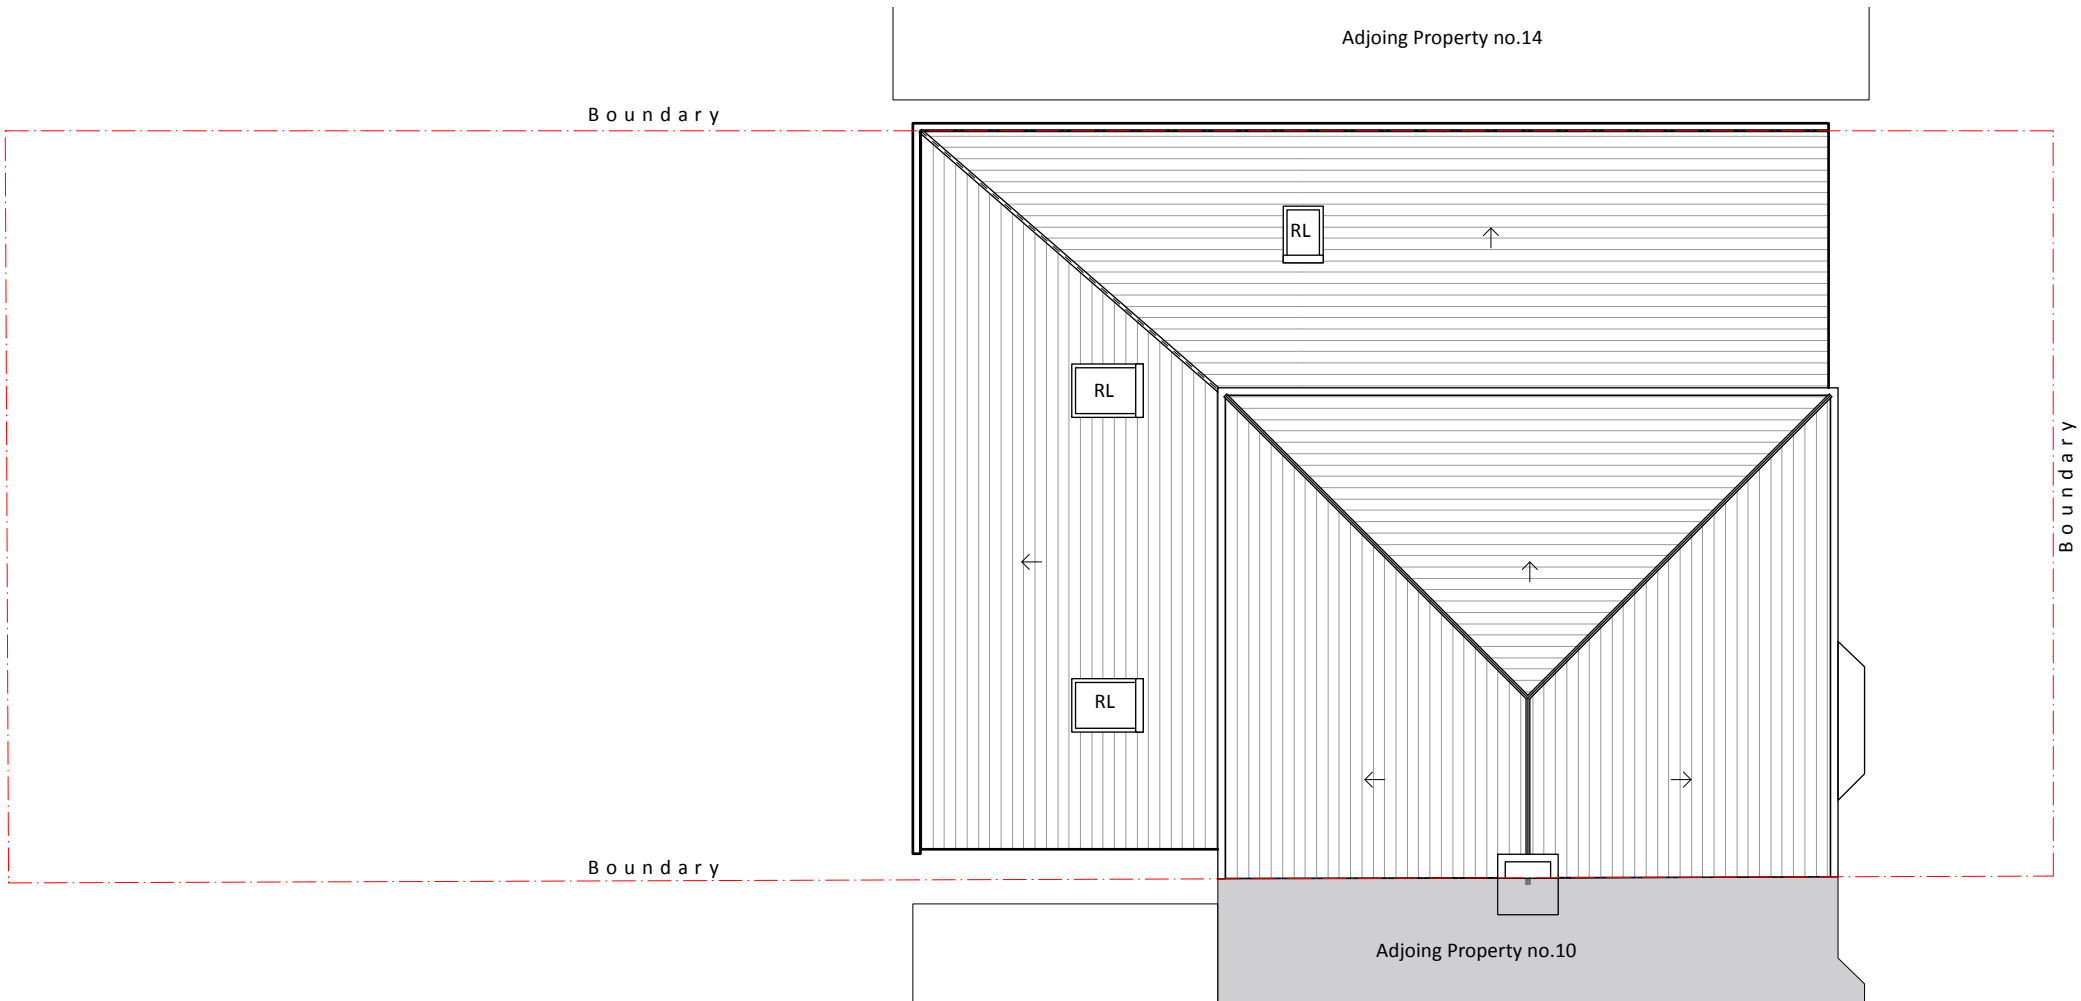 Adjoing Property no.14
Boundary
RL
RL
Boundary
RL
Boundary
Adjoing Property no.10